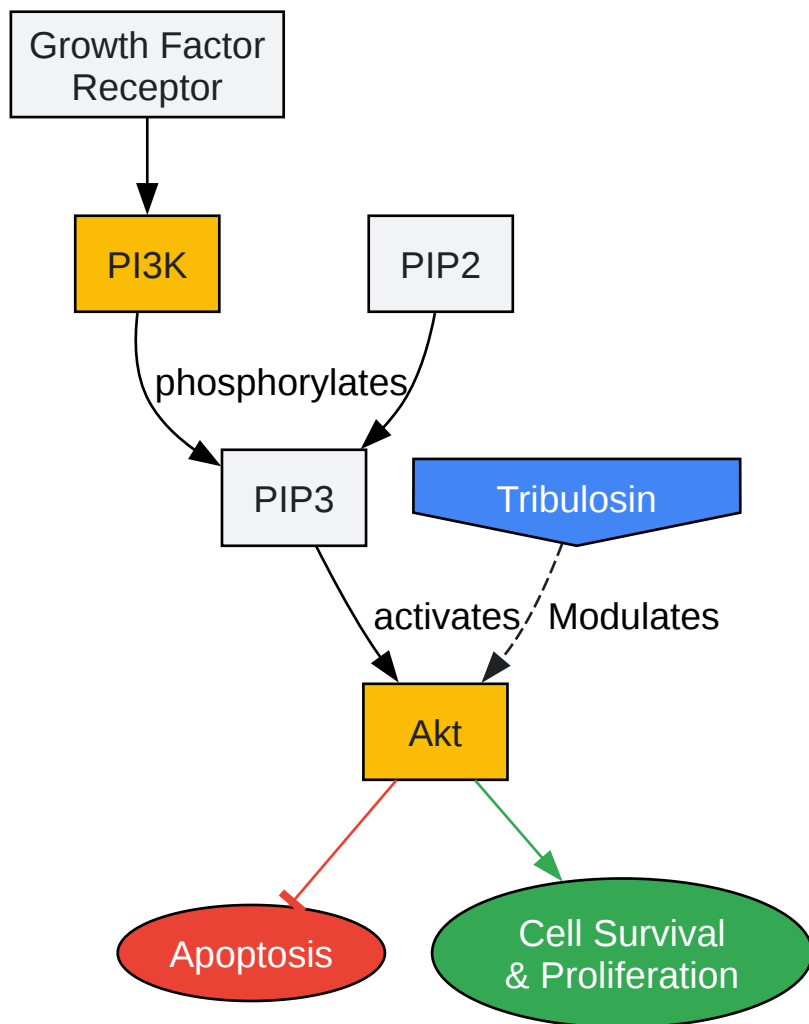 Growth Factor
Receptor
PI3K
PIP2
phosphorylates
PIP3
Tribulosin
activates
Modulates
Akt
Apoptosis
Cell Survival
& Proliferation